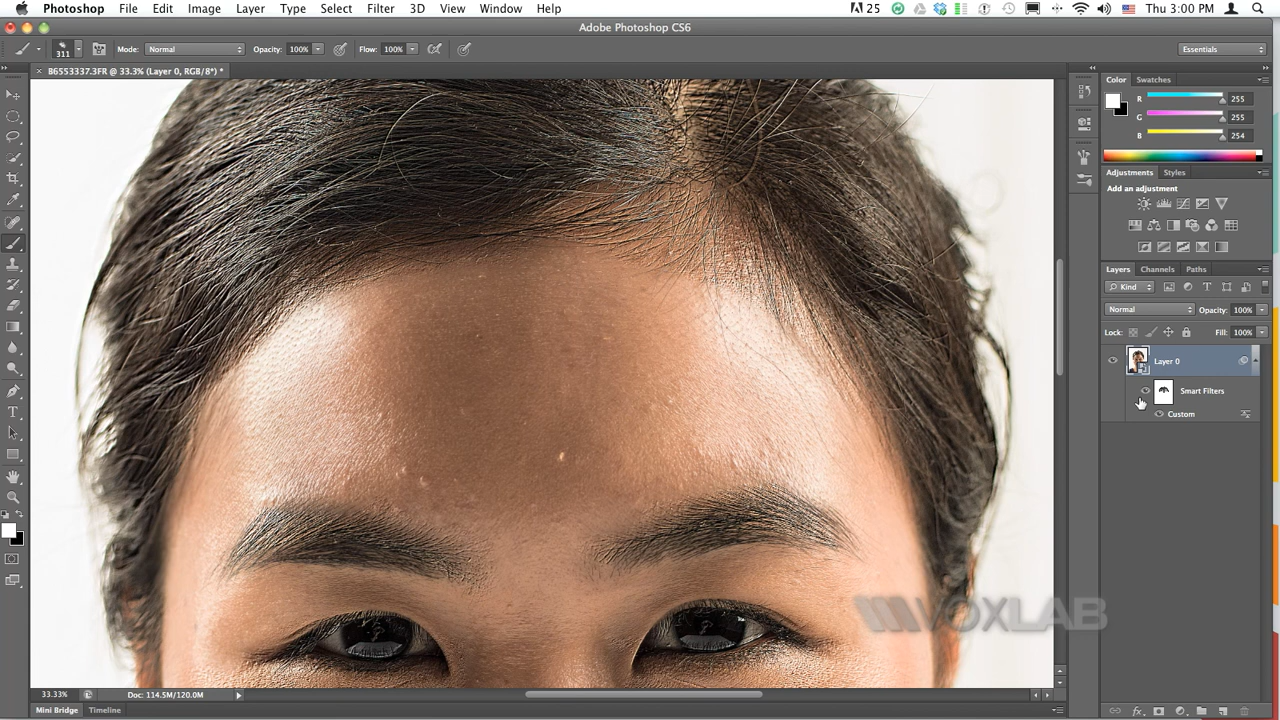 Photoshop File Edit Image Layer Type Select Filter 3D View Window Help 25 Thu 3:00 PM
Adobe Photoshop CS6
311 Mode: Normal Opacity: 100% Flow: 100% Essentials
× B6553337.3FR @ 33.3% (Layer 0, RGB/8*) *
Color Swatches
R 255
G 255
B 254
Adjustments Styles
Add an adjustment
Layers Channels Paths
Kind
Normal Opacity: 100%
Lock: Fill: 100%
Layer 0
Smart Filters
Custom
VOXLAB
33.33% Doc: 114.5M/120.0M
Mini Bridge Timeline